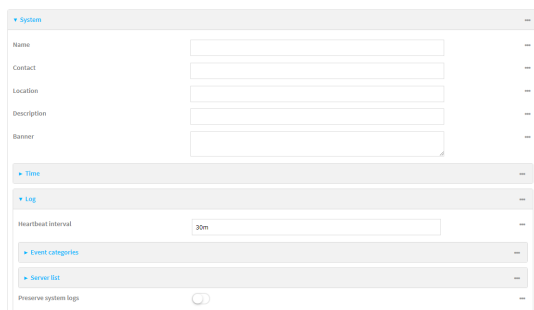 System
Name
Contact
Location
Description
Banner
Time
Log
Heartbeat interval 30m
Event categories
Server list
Preserve system logs